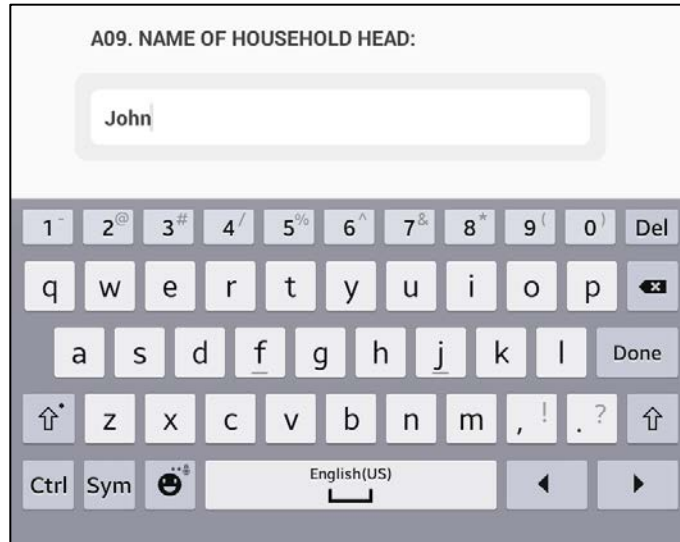 A09. NAME OF HOUSEHOLD HEAD:
John
1 - 2 @ 3 # 4 / 5 % 6 ^ 7 & 8 * 9 ( 0 ) Del
q w e r t y u i o p
a s d f g h j k l Done
z x c v b n m , ! . ?
Ctrl Sym English(US)